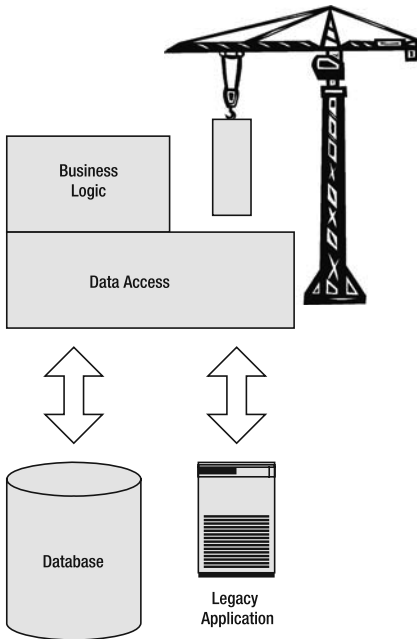 Business
Logic
Data Access
Database
Legacy
Application